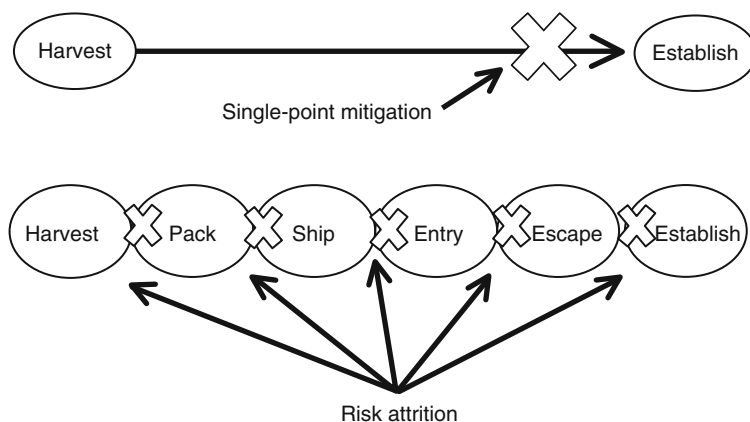 Harvest
Establish
Single-point mitigation
Harvest
Pack
Ship
Entry
Escape
Establish
Risk attrition